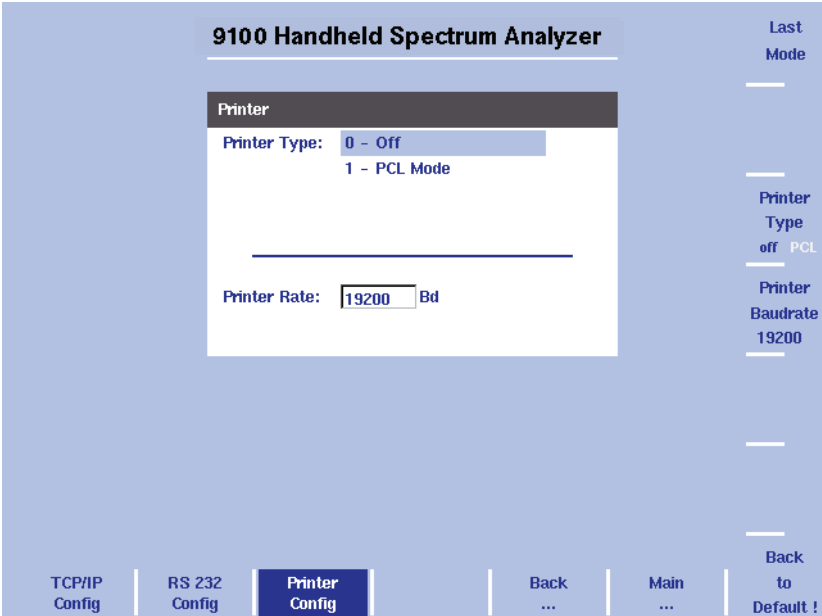 9100 Handheld Spectrum Analyzer
Printer
Printer Type: 0 - Off
1 - PCL Mode
Printer Rate: 19200 Bd
Last
Mode
Printer
Type
off PCL
Printer
Baudrate
19200
Back
to
Default !
TCP/IP
Config
RS 232
Config
Printer
Config
Back
...
Main
...